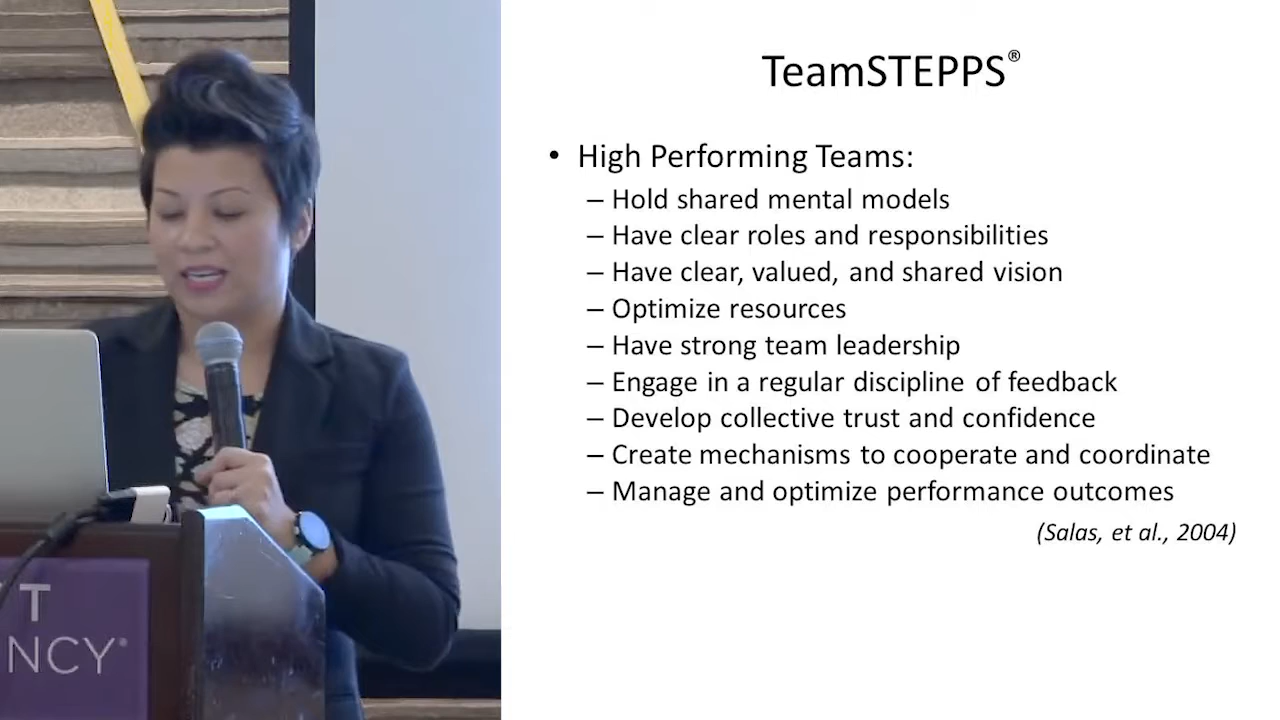 TeamSTEPPS®
• High Performing Teams:
– Hold shared mental models
– Have clear roles and responsibilities
– Have clear, valued, and shared vision
– Optimize resources
– Have strong team leadership
– Engage in a regular discipline of feedback
– Develop collective trust and confidence
– Create mechanisms to cooperate and coordinate
– Manage and optimize performance outcomes
(Salas, et al., 2004)
T
NCY®